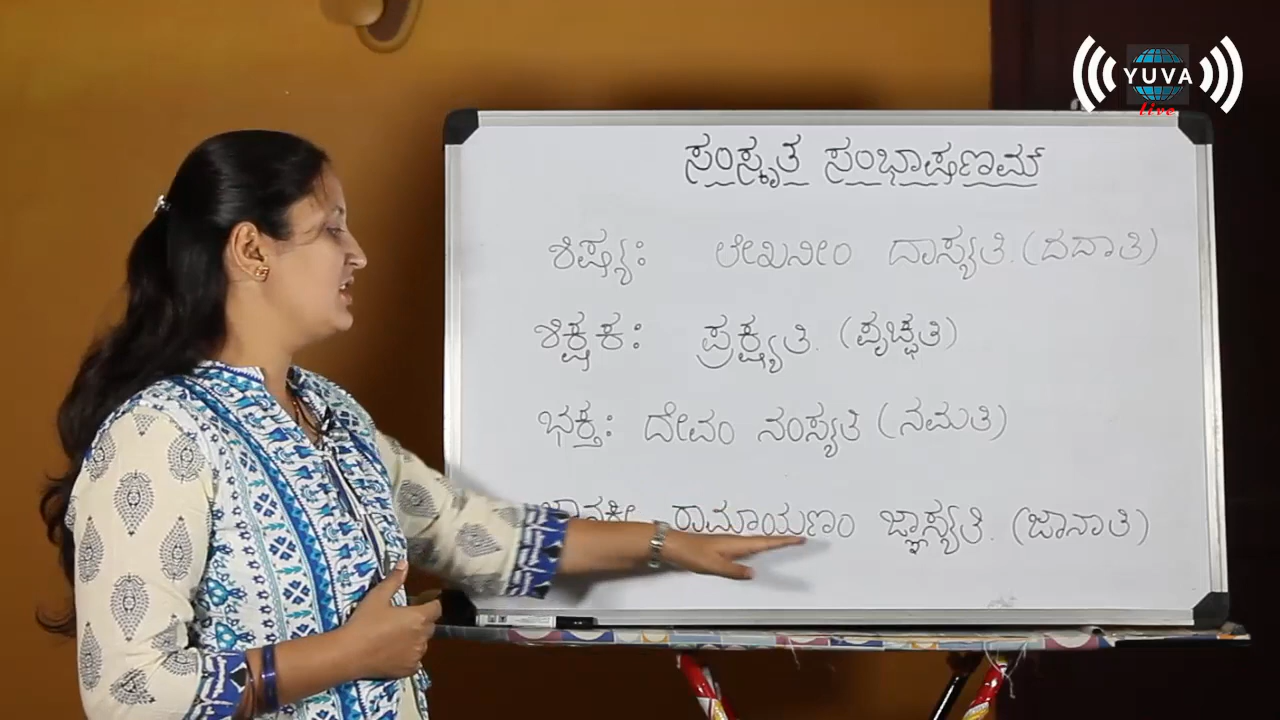 YUVA
live
ಸಂಸ್ಕೃತ ಸಂಭಾಷಣಮ್
ಶಿಷ್ಯಃ ಲೇಖನೀಂ ದಾಸ್ಯತಿ. (ದದಾತಿ)
ಶಿಕ್ಷಕಃ ಪ್ರಕ್ಷ್ಯತಿ. (ಪೃಚ್ಛತಿ)
ಭಕ್ತಃ ದೇವಂ ನಂಸ್ಯತಿ (ನಮತಿ)
ರಾಮಾಯಣಂ ಜ್ಞಾಸ್ಯತಿ. (ಜಾನಾತಿ)